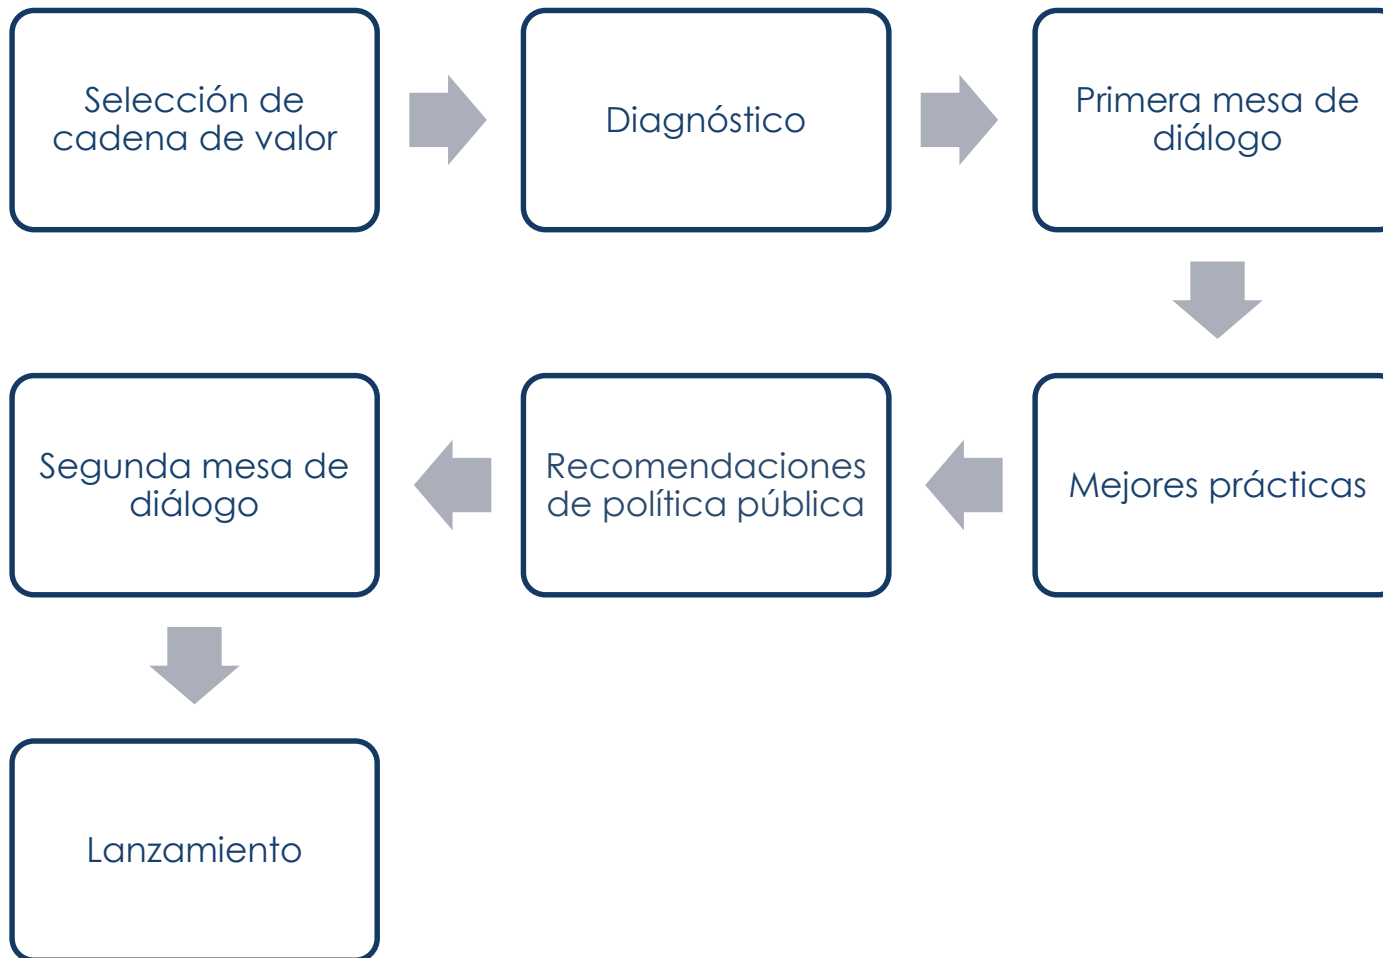 Selección de
cadena de valor
Diagnóstico
Primera mesa de
diálogo
Mejores prácticas
Recomendaciones
de política pública
Segunda mesa de
diálogo
Lanzamiento